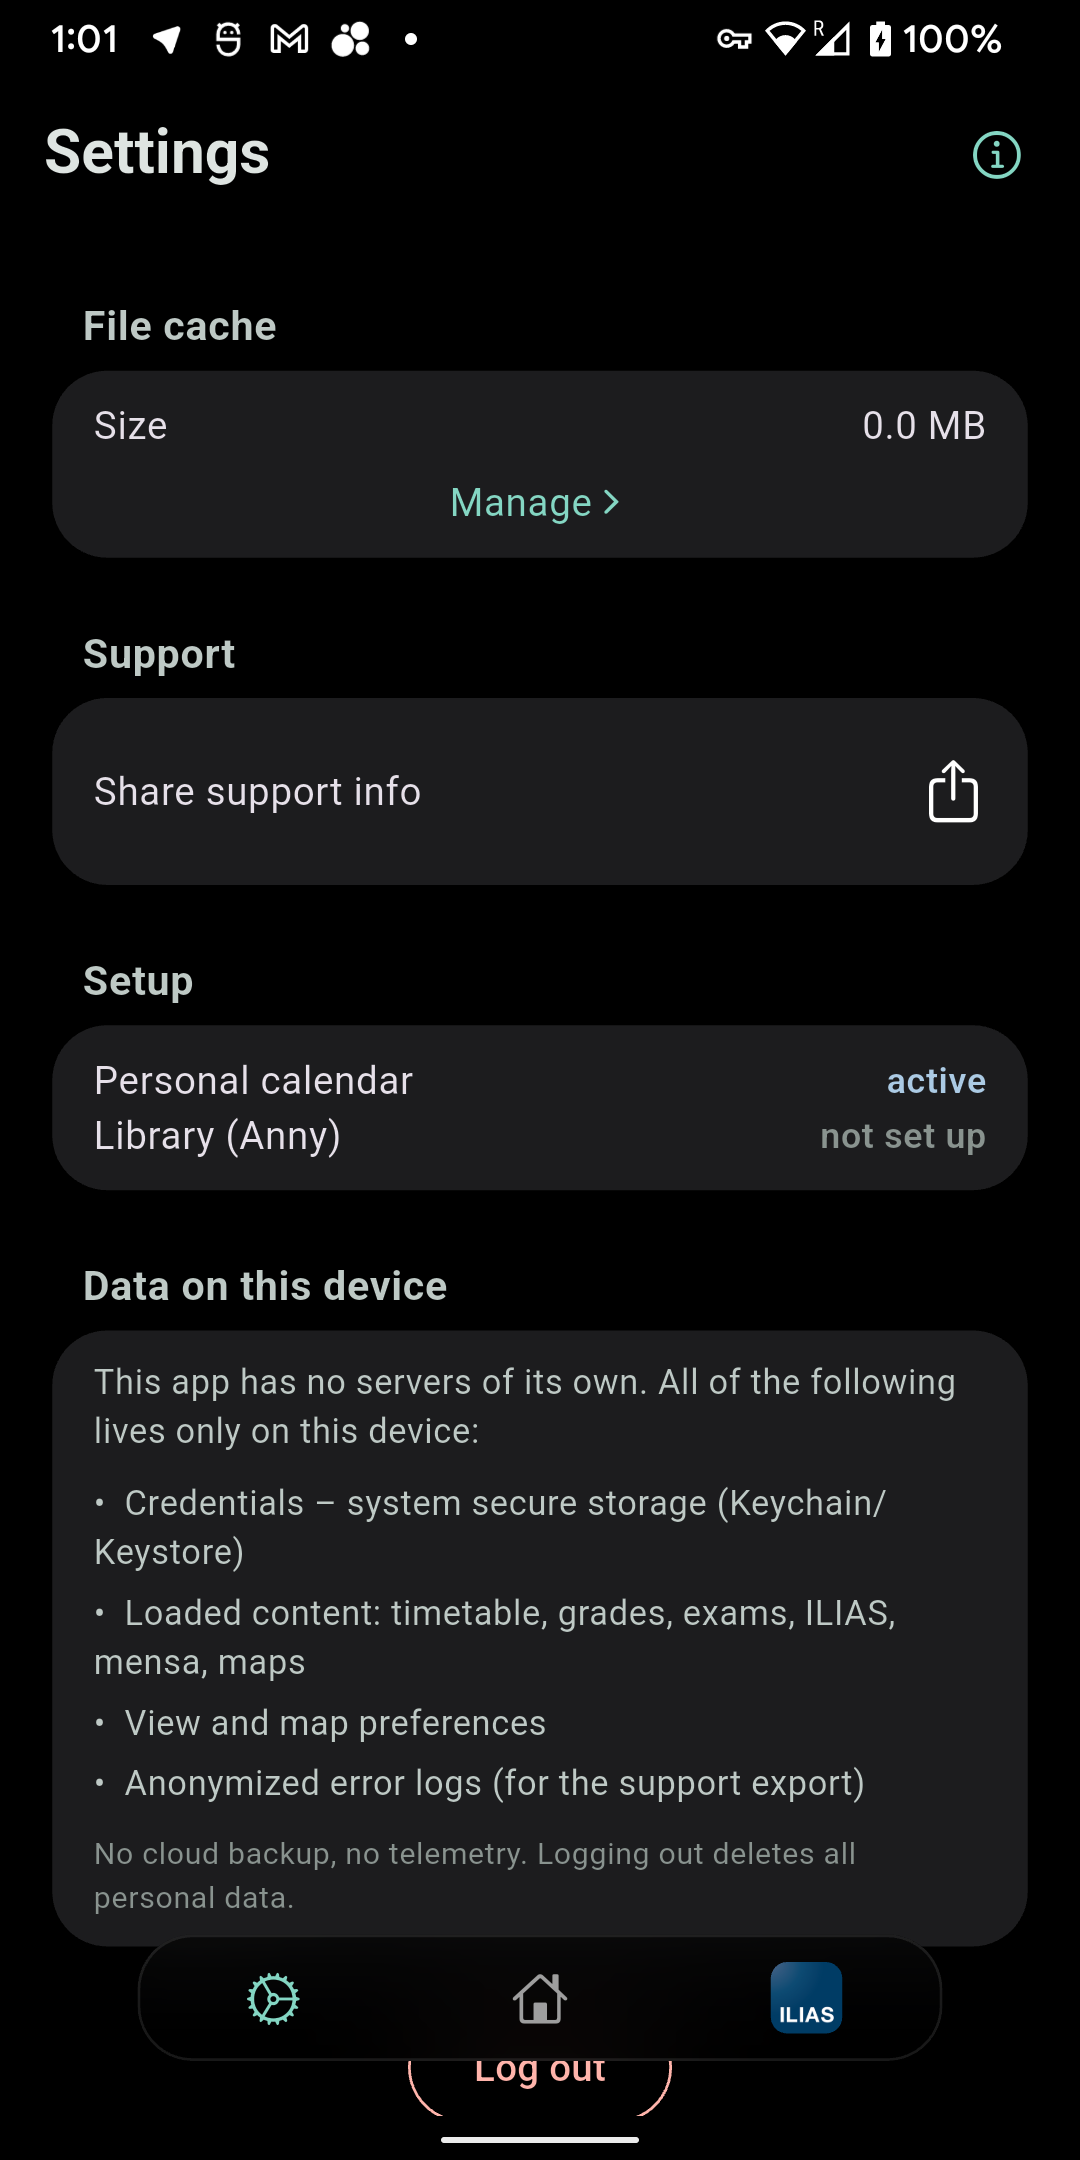 1:01
R
100%
Settings
File cache
Size 0.0 MB
Manage
Support
Share support info
Setup
Personal calendar active
Library (Anny) not set up
Data on this device
This app has no servers of its own. All of the following
lives only on this device:
• Credentials – system secure storage (Keychain/
Keystore)
• Loaded content: timetable, grades, exams, ILIAS,
mensa, maps
• View and map preferences
• Anonymized error logs (for the support export)
No cloud backup, no telemetry. Logging out deletes all
personal data.
ILIAS
Log out